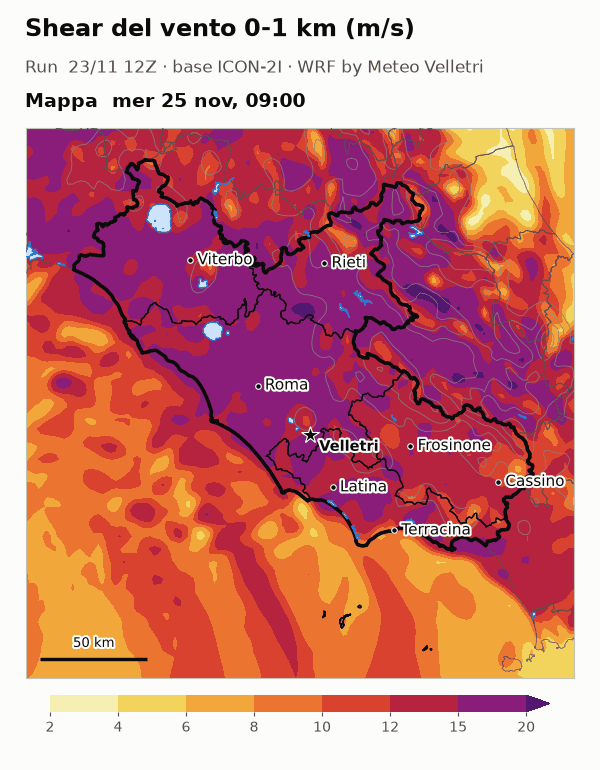 Shear del vento 0-1 km (m/s)
Run  23/11 12Z · base ICON-2I · WRF by Meteo Velletri
Mappa  mer 25 nov, 09:00
Viterbo
Rieti
Roma
Velletri
Frosinone
Cassino
Latina
Terracina
50 km
2 4 6 8 10 12 15 20